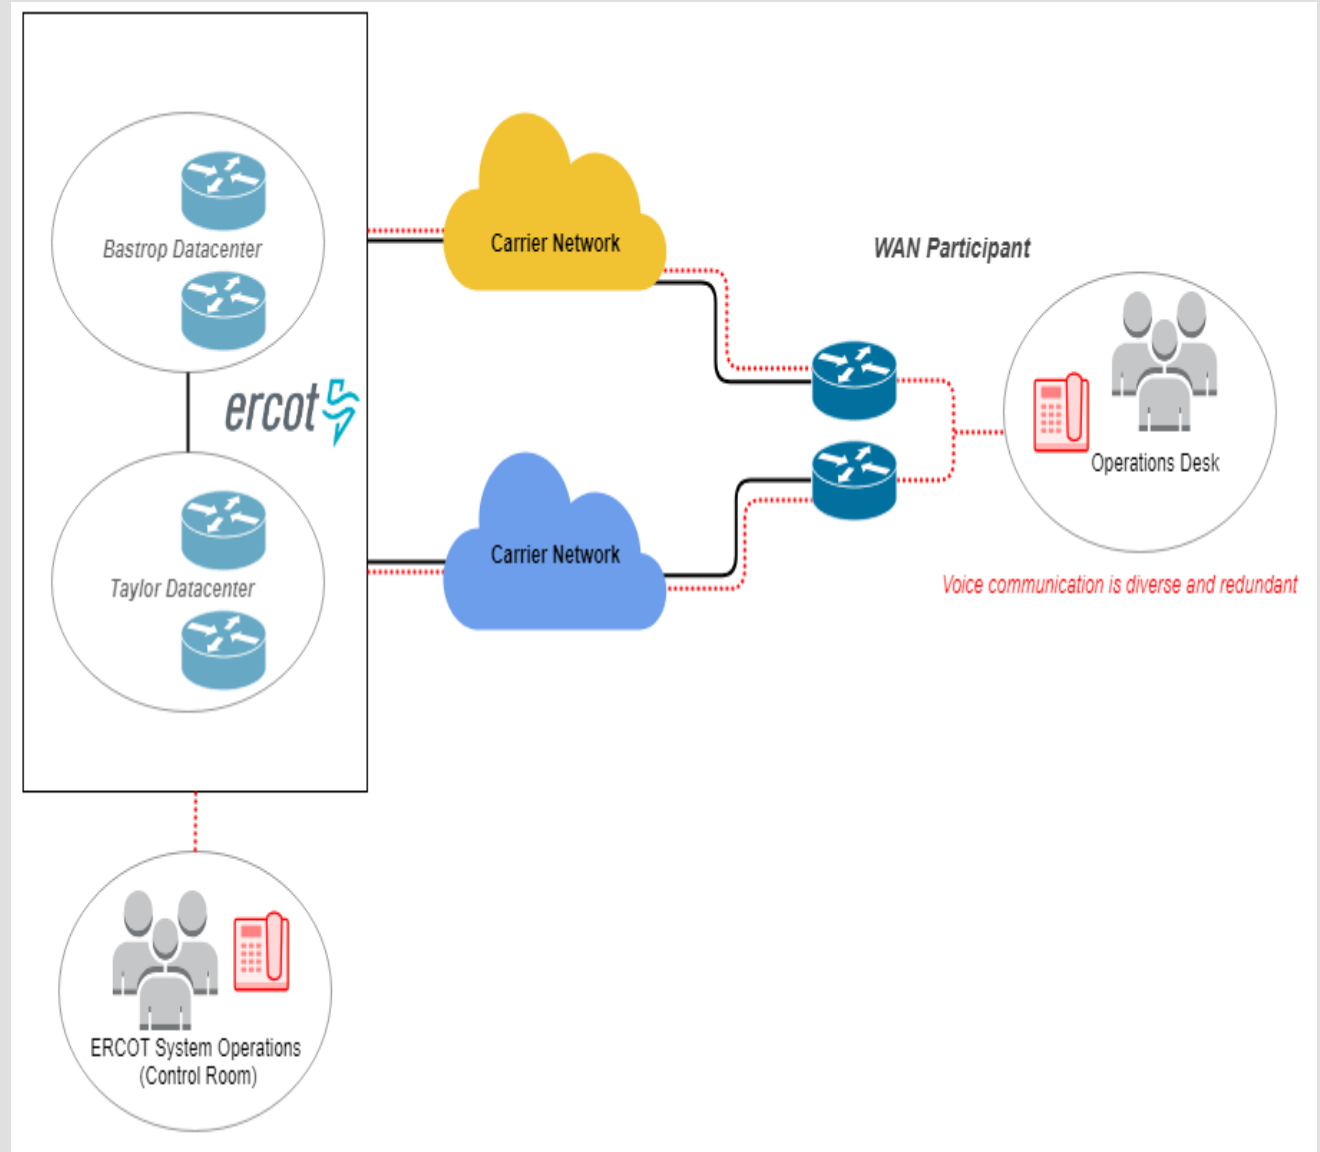 Bastrop Datacenter
ercot
Taylor Datacenter
Carrier Network
Carrier Network
WAN Participant
Operations Desk
Voice communication is diverse and redundant
ERCOT System Operations
(Control Room)